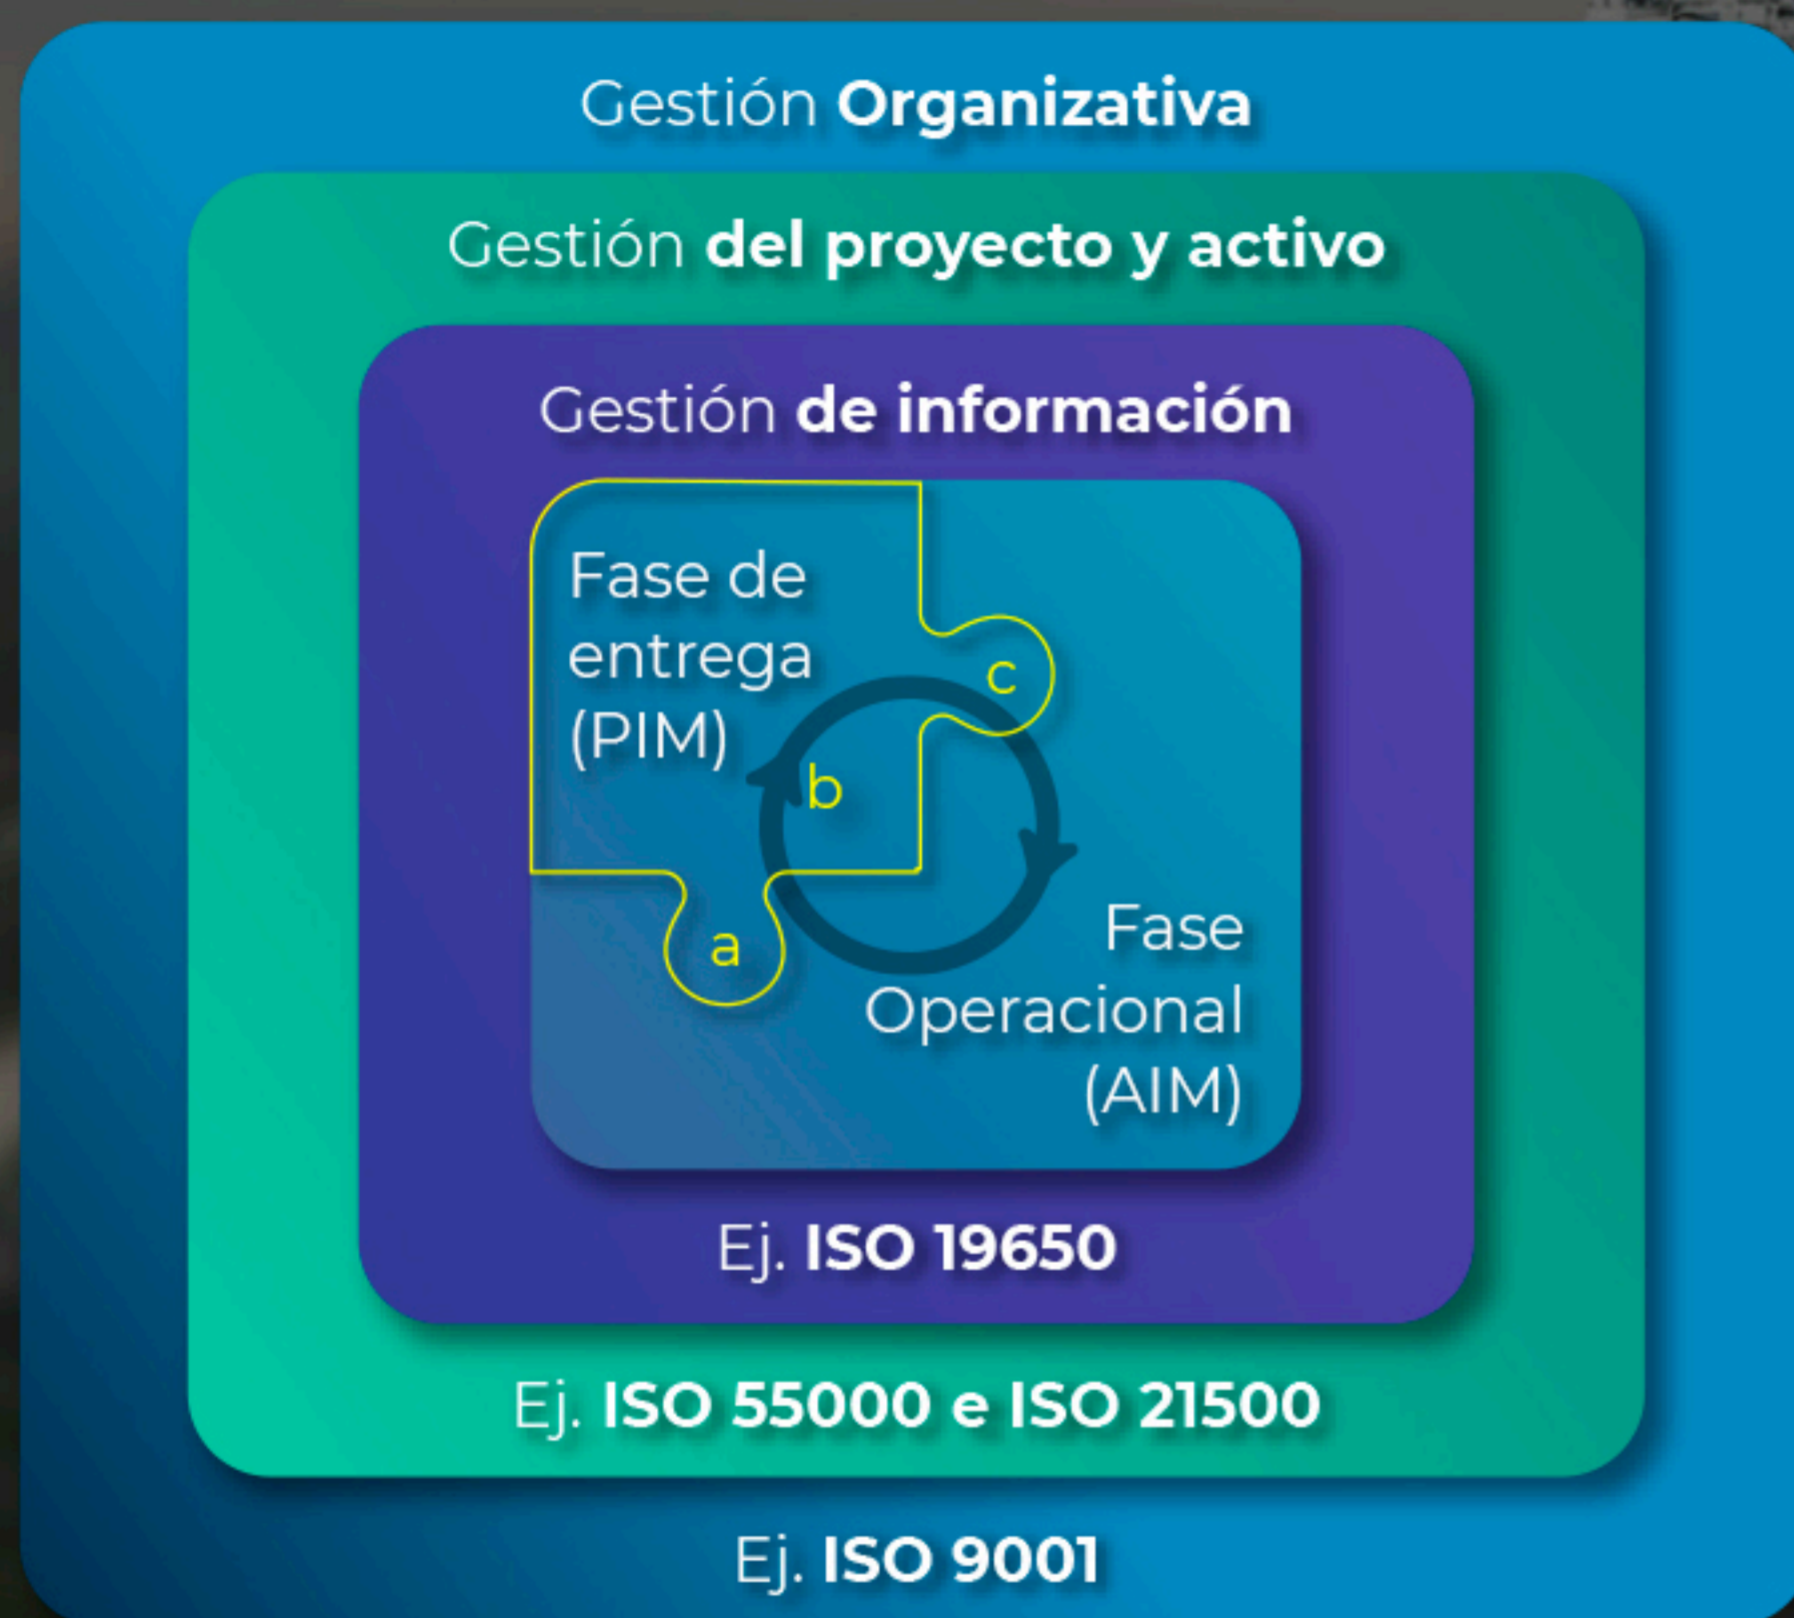 Gestión Organizativa
Gestión del proyecto y activo
Gestión de información
Fase de
entrega
(PIM)
c
b
a
Fase
Operacional
(AIM)
Ej. ISO 19650
Ej. ISO 55000 e ISO 21500
Ej. ISO 9001